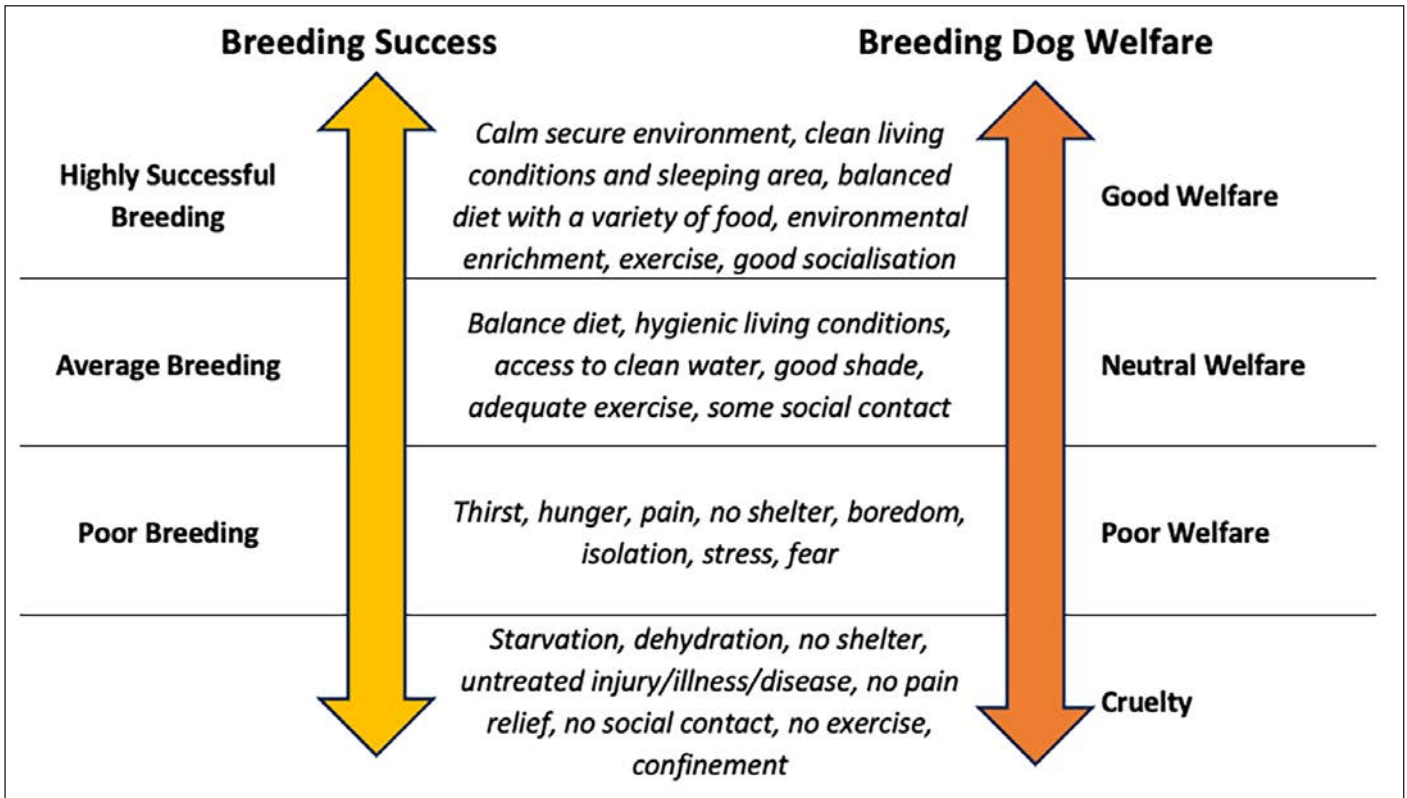 Breeding Success
Breeding Dog Welfare
Highly Successful
Breeding
Calm secure environment, clean living
conditions and sleeping area, balanced
diet with a variety of food, environmental
enrichment, exercise, good socialisation
Good Welfare
Average Breeding
Balance diet, hygienic living conditions,
access to clean water, good shade,
adequate exercise, some social contact
Neutral Welfare
Poor Breeding
Thirst, hunger, pain, no shelter, boredom,
isolation, stress, fear
Poor Welfare
Starvation, dehydration, no shelter,
untreated injury/illness/disease, no pain
relief, no social contact, no exercise,
confinement
Cruelty